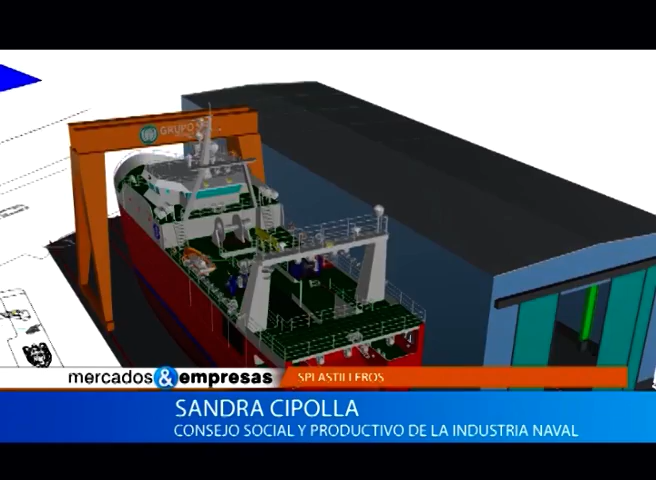 GRUPO
mercados&empresas
SPI ASTILLEROS
SANDRA CIPOLLA
CONSEJO SOCIAL Y PRODUCTIVO DE LA INDUSTRIA NAVAL